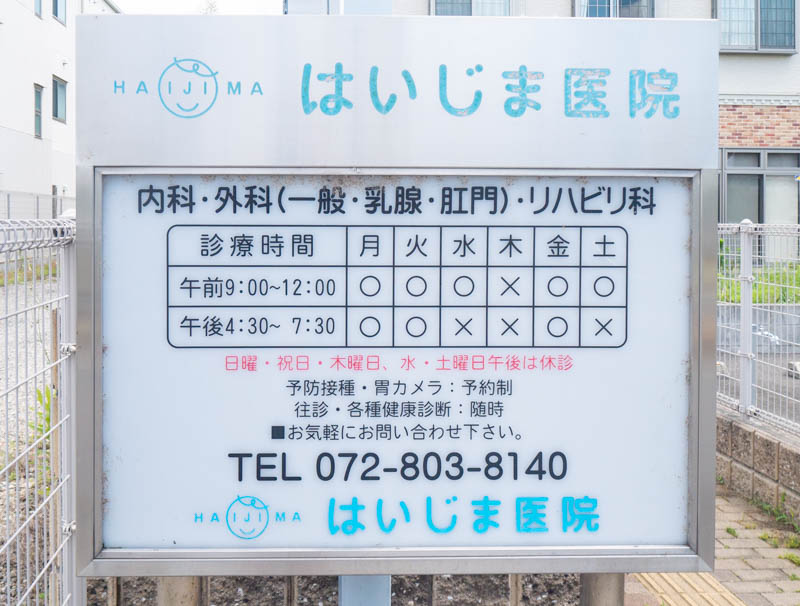 HAIJIMA はいじま医院
内科・外科(一般・乳腺・肛門)・リハビリ科
診療時間 月 火 水 木 金 土
午前9:00~12:00 ○ ○ ○ × ○ ○
午後4:30~ 7:30 ○ ○ × × ○ ×
日曜・祝日・木曜日、水・土曜日午後は休診
予防接種・胃カメラ：予約制
往診・各種健康診断：随時
■お気軽にお問い合わせ下さい。
TEL 072-803-8140
HAIJIMA はいじま医院